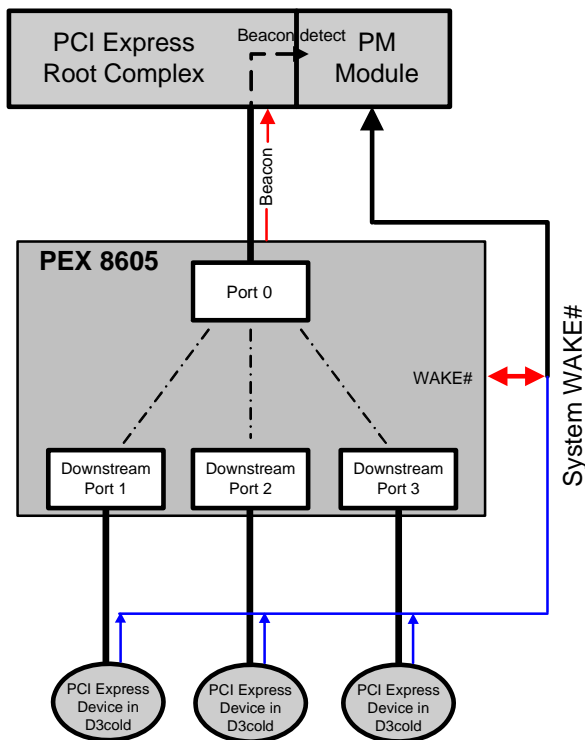 PCI Express
Root Complex
Beacon detect
PM
Module
Beacon
PEX 8605
Port 0
WAKE#
System WAKE#
Downstream
Port 1
Downstream
Port 2
Downstream
Port 3
PCI Express
Device in
D3cold
PCI Express
Device in
D3cold
PCI Express
Device in
D3cold